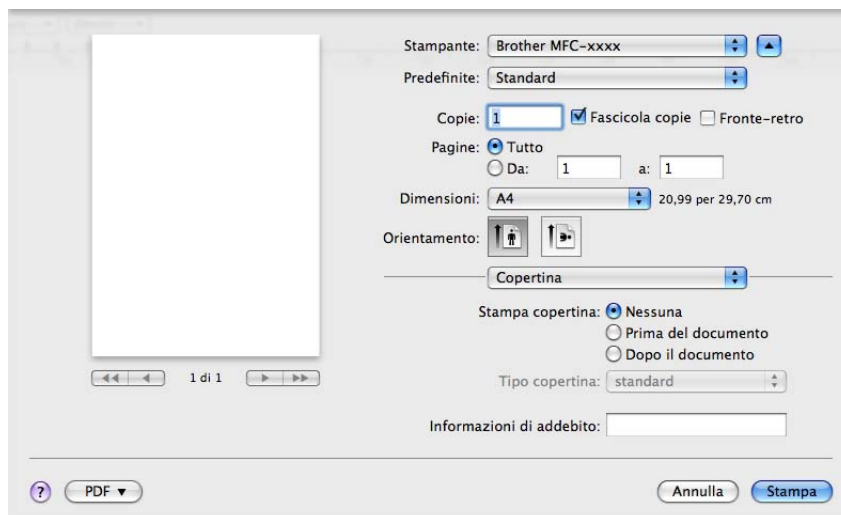 Stampante: Brother MFC-xxxx
Predefinite: Standard
Copie: 1 Fascicola copie Fronte-retro
Pagine: Tutto
Da: 1 a: 1
Dimensioni: A4 20,99 per 29,70 cm
Orientamento:
Copertina
Stampa copertina: Nessuna
Prima del documento
Dopo il documento
1 di 1
Tipo copertina: standard
Informazioni di addebito:
? PDF Annulla Stampa